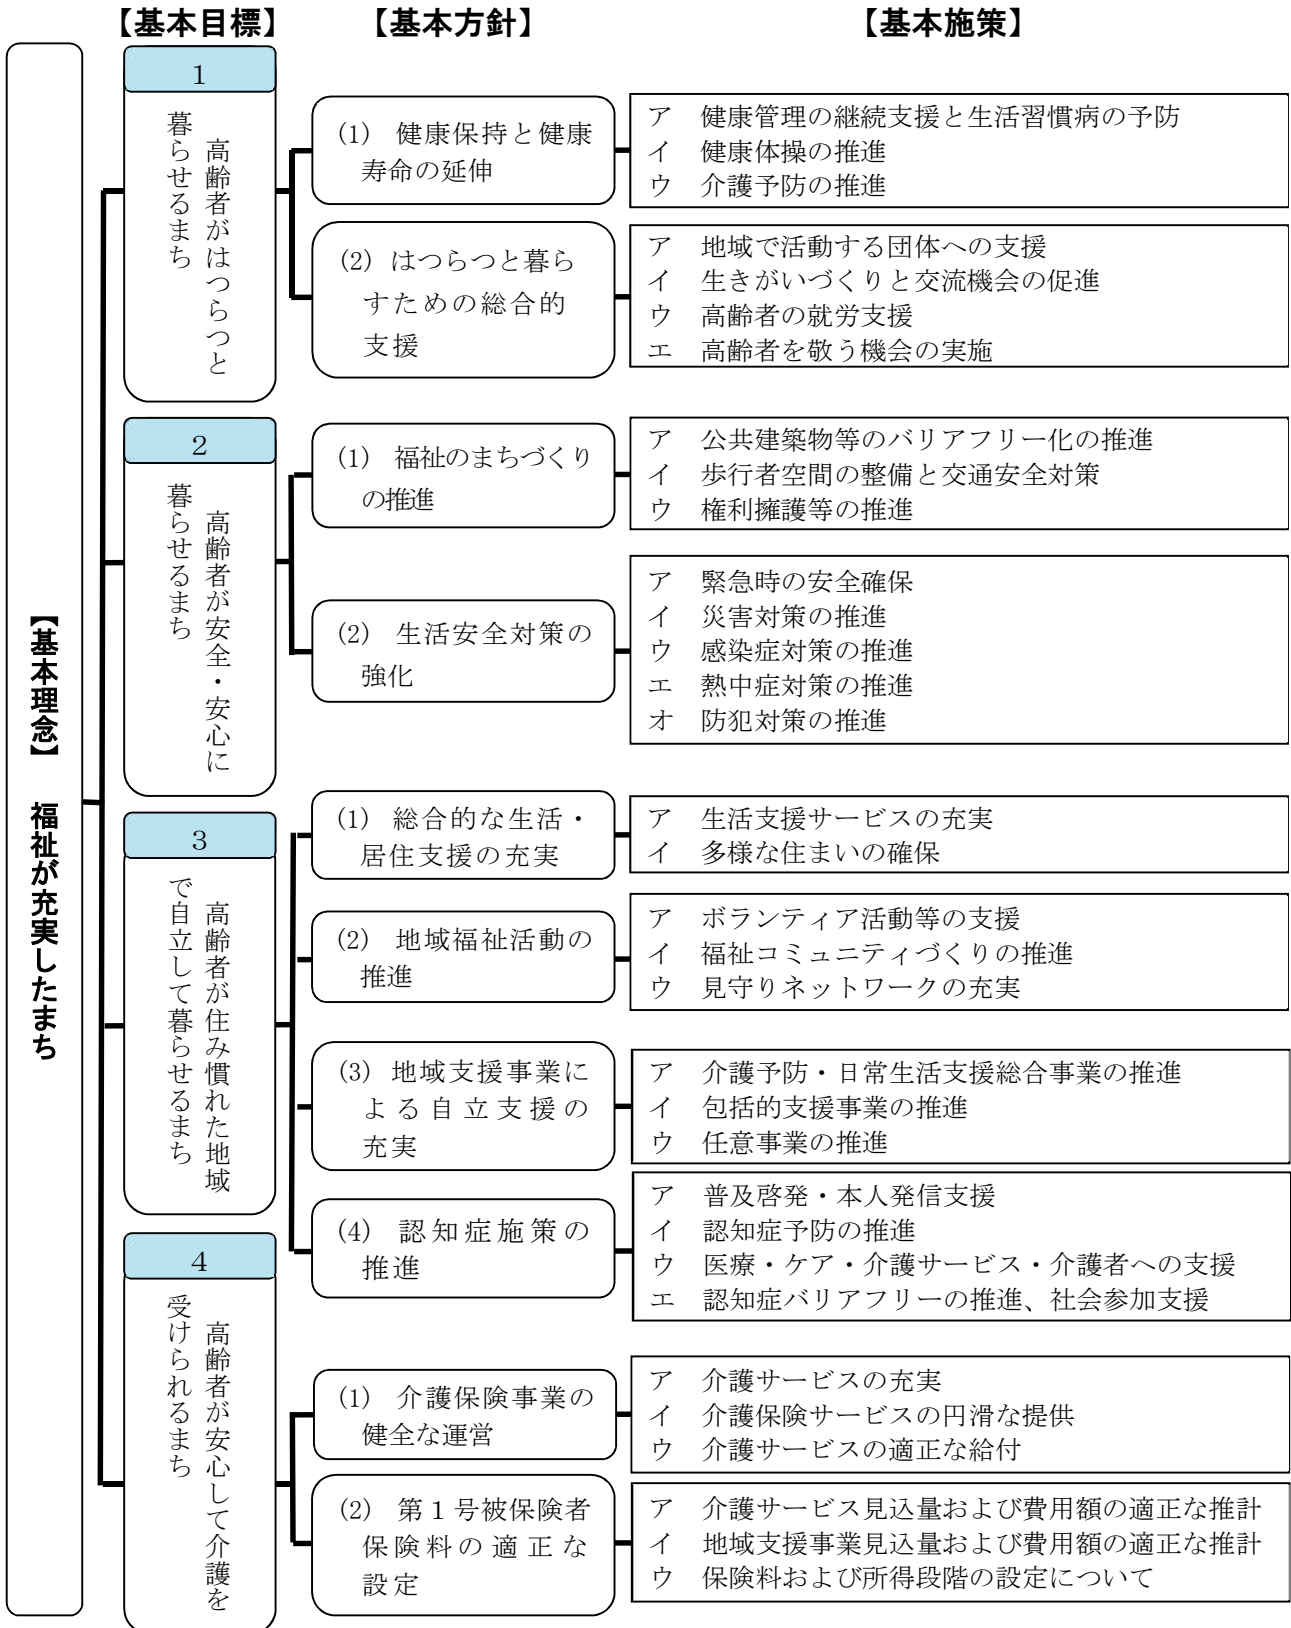 【基本目標】 【基本方針】 【基本施策】
【基本理念】 福祉が充実したまち
1
高齢者がはつらつと
暮らせるまち
(1) 健康保持と健康
寿命の延伸
ア 健康管理の継続支援と生活習慣病の予防
イ 健康体操の推進
ウ 介護予防の推進
(2) はつらつと暮ら
すための総合的
支援
ア 地域で活動する団体への支援
イ 生きがいづくりと交流機会の促進
ウ 高齢者の就労支援
エ 高齢者を敬う機会の実施
2
高齢者が安全・安心に
暮らせるまち
(1) 福祉のまちづくり
の推進
ア 公共建築物等のバリアフリー化の推進
イ 歩行者空間の整備と交通安全対策
ウ 権利擁護等の推進
(2) 生活安全対策の
強化
ア 緊急時の安全確保
イ 災害対策の推進
ウ 感染症対策の推進
エ 熱中症対策の推進
オ 防犯対策の推進
3
高齢者が住み慣れた地域
で自立して暮らせるまち
(1) 総合的な生活・
居住支援の充実
ア 生活支援サービスの充実
イ 多様な住まいの確保
(2) 地域福祉活動の
推進
ア ボランティア活動等の支援
イ 福祉コミュニティづくりの推進
ウ 見守りネットワークの充実
(3) 地域支援事業に
よる自立支援の
充実
ア 介護予防・日常生活支援総合事業の推進
イ 包括的支援事業の推進
ウ 任意事業の推進
(4) 認知症施策の
推進
ア 普及啓発・本人発信支援
イ 認知症予防の推進
ウ 医療・ケア・介護サービス・介護者への支援
エ 認知症バリアフリーの推進、社会参加支援
4
高齢者が安心して介護を
受けられるまち
(1) 介護保険事業の
健全な運営
ア 介護サービスの充実
イ 介護保険サービスの円滑な提供
ウ 介護サービスの適正な給付
(2) 第1号被保険者
保険料の適正な
設定
ア 介護サービス見込量および費用額の適正な推計
イ 地域支援事業見込量および費用額の適正な推計
ウ 保険料および所得段階の設定について